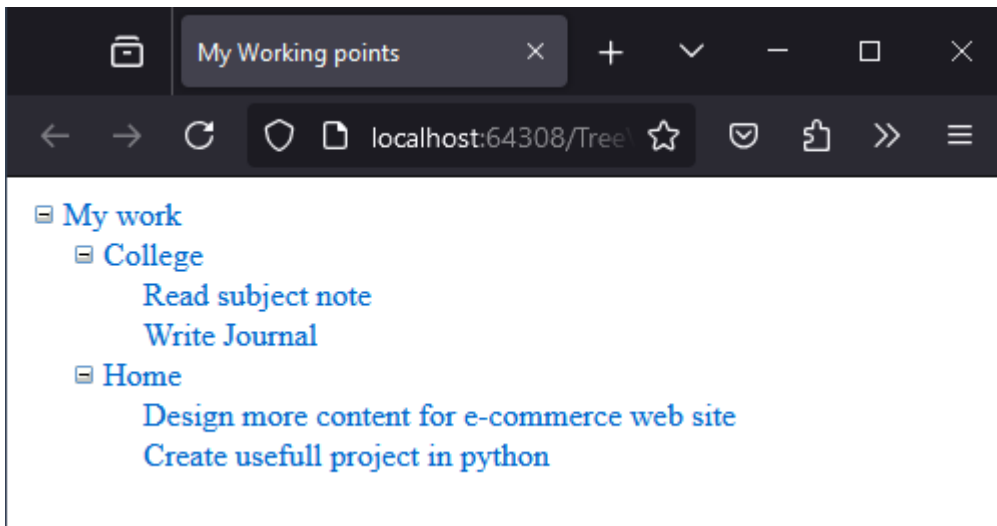 My Working points
localhost:64308/Tree
My work
College
Read subject note
Write Journal
Home
Design more content for e-commerce web site
Create usefull project in python